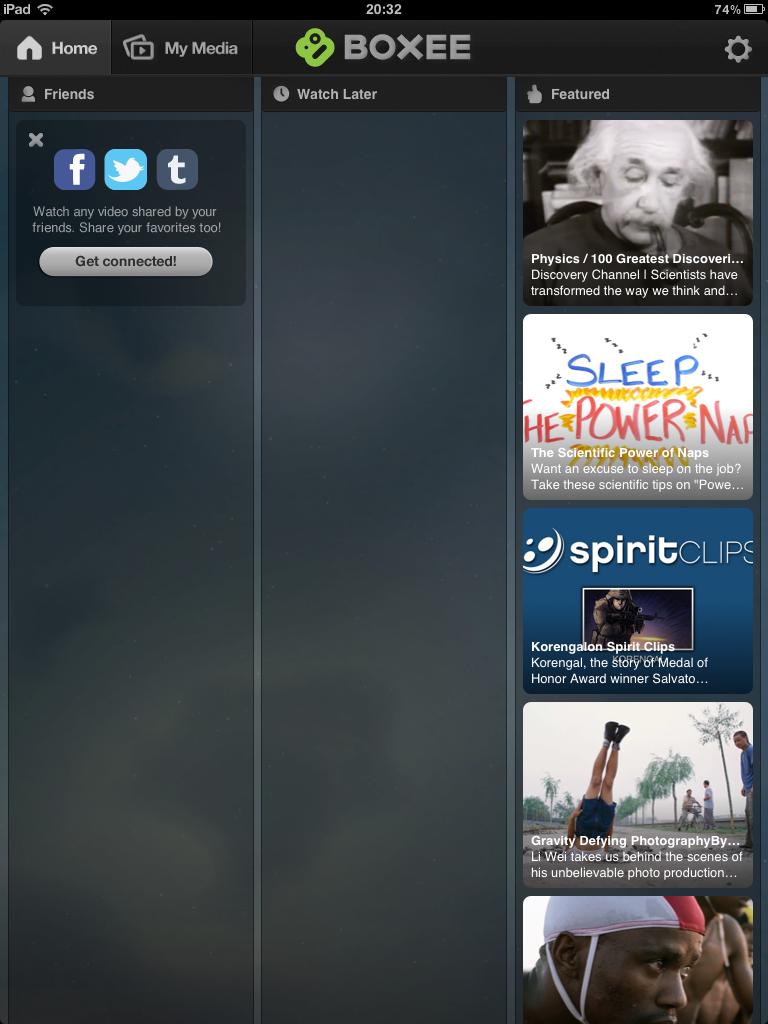 iPad
20:32
74%
Home
My Media
BOXEE
Friends
Watch Later
Featured
f
t
Watch any video shared by your
friends. Share your favorites too!
Get connected!
Physics / 100 Greatest Discoveri...
Discovery Channel | Scientists have
transformed the way we think and...
SLEEP
THE POWER NAP
The Scientific Power of Naps
Want an excuse to sleep on the job?
Take these scientific tips on "Powe...
spiritCLIPS
KORENGAL
Korengalon Spirit Clips
Korengal, the story of Medal of
Honor Award winner Salvato...
Gravity Defying PhotographyBy...
Li Wei takes us behind the scenes of
his unbelievable photo production...